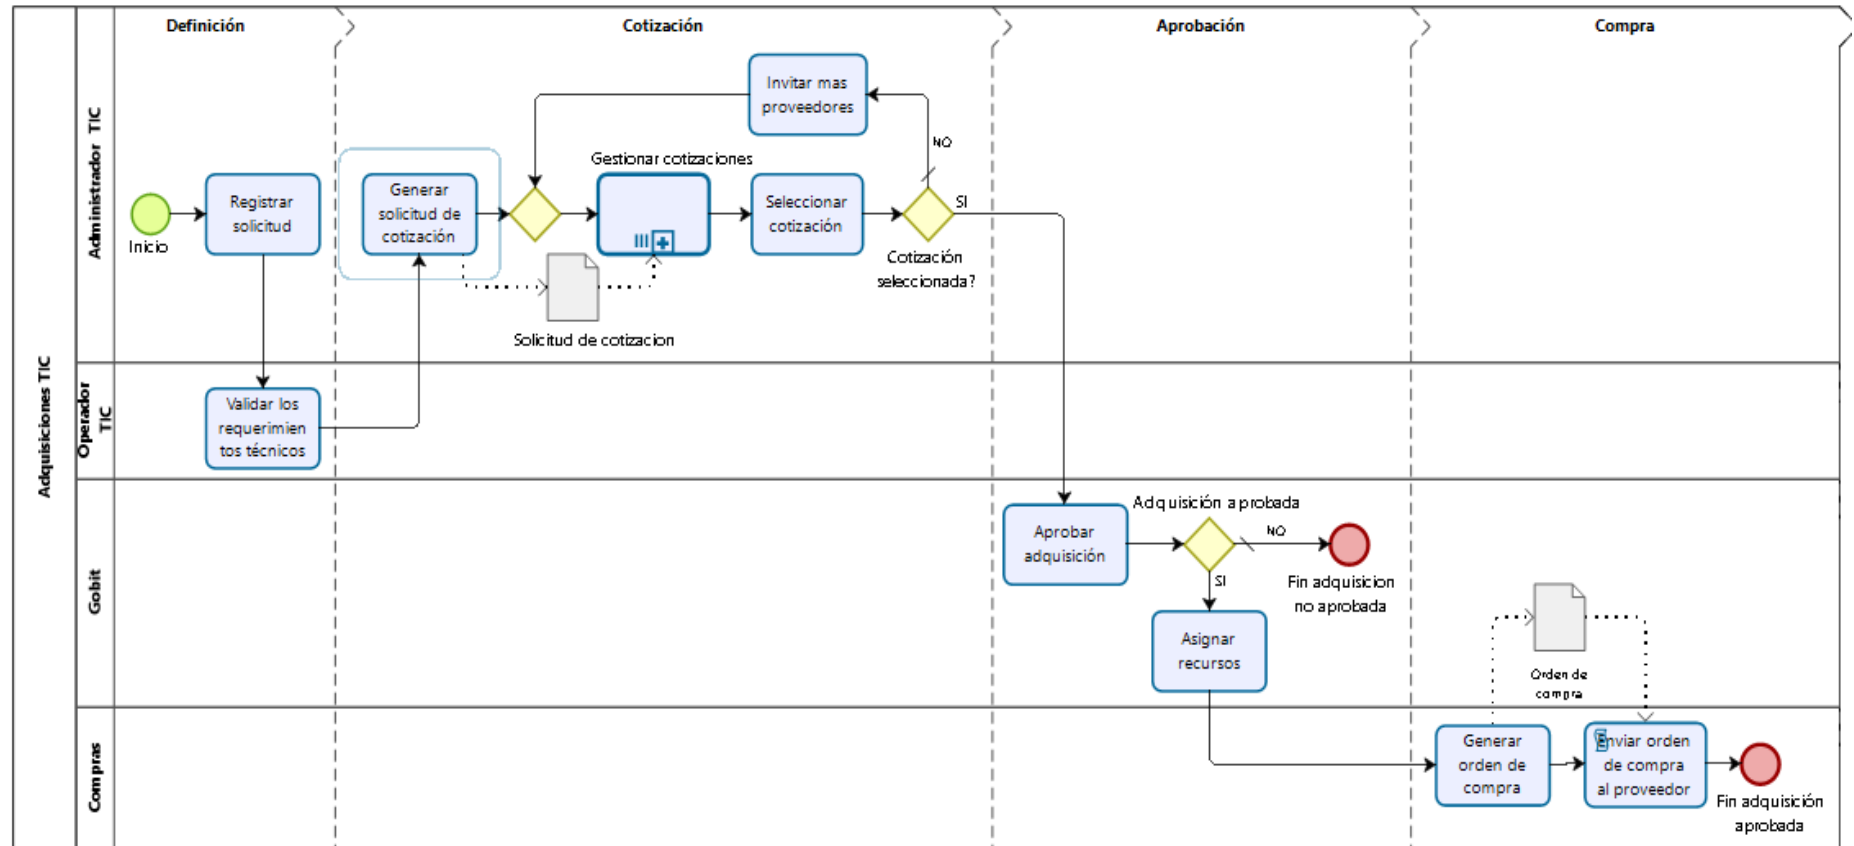 Definición
Cotización
Aprobación
Compra
Adquisiciones TIC
Administrador TIC
Invitar mas
proveedores
NO
Gestionar cotizaciones
Inicio
Registrar
solicitud
Generar
solicitud de
cotización
Seleccionar
cotización
SI
Cotización
seleccionada?
Solicitud de cotizacion
Operador
TIC
Validar los
requerimien
tos técnicos
Gobit
Aprobar
adquisición
Adquisición aprobada
NO
SI
Fin adquisicion
no aprobada
Asignar
recursos
Orden de
compra
Compras
Generar
orden de
compra
Enviar orden
de compra
al proveedor
Fin adquisición
aprobada